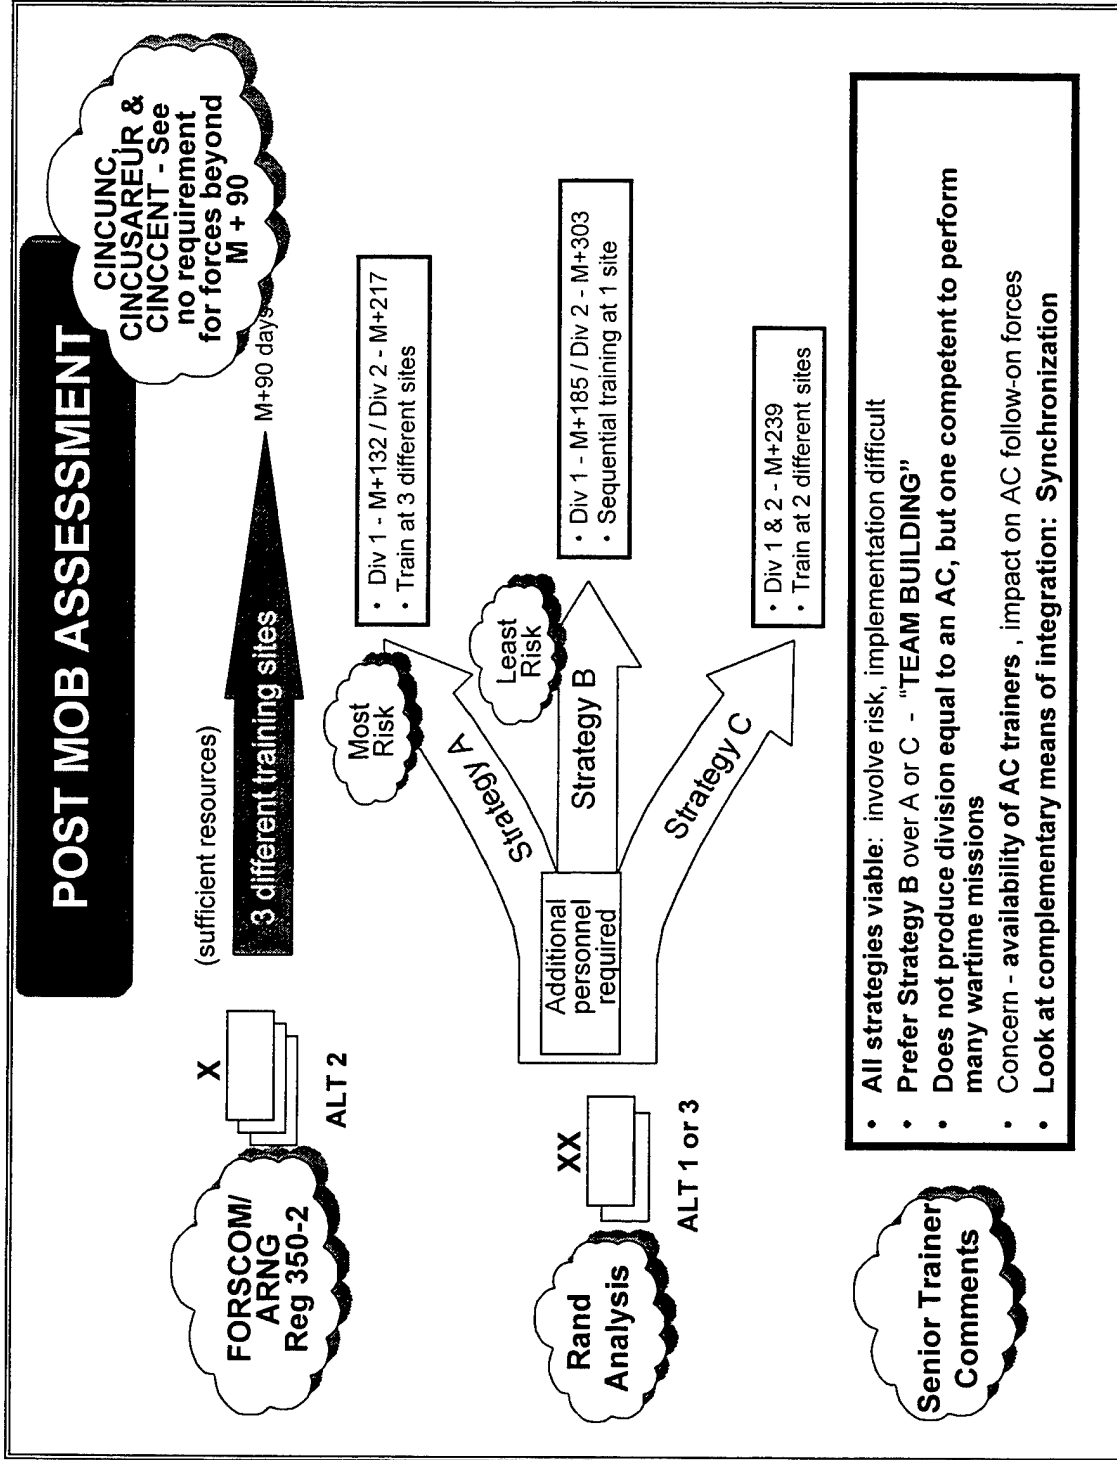 POST MOB ASSESSMENT
CINCUNC,
CINCUSAREUR &
CINCCENT - See
no requirement
for forces beyond
M + 90
FORSCOM/
ARNG
Reg 350-2
X
ALT 2
(sufficient resources)
3 different training sites
M+90 days
Rand
Analysis
XX
ALT 1 or 3
Additional
personnel
required
Most
Risk
Strategy A
• Div 1 - M+132 / Div 2 - M+217
• Train at 3 different sites
Least
Risk
Strategy B
• Div 1 - M+185 / Div 2 - M+303
• Sequential training at 1 site
Strategy C
• Div 1 & 2 - M+239
• Train at 2 different sites
Senior Trainer
Comments
• All strategies viable: involve risk, implementation difficult
• Prefer Strategy B over A or C - "TEAM BUILDING"
• Does not produce division equal to an AC, but one competent to perform
many wartime missions
• Concern - availability of AC trainers , impact on AC follow-on forces
• Look at complementary means of integration: Synchronization